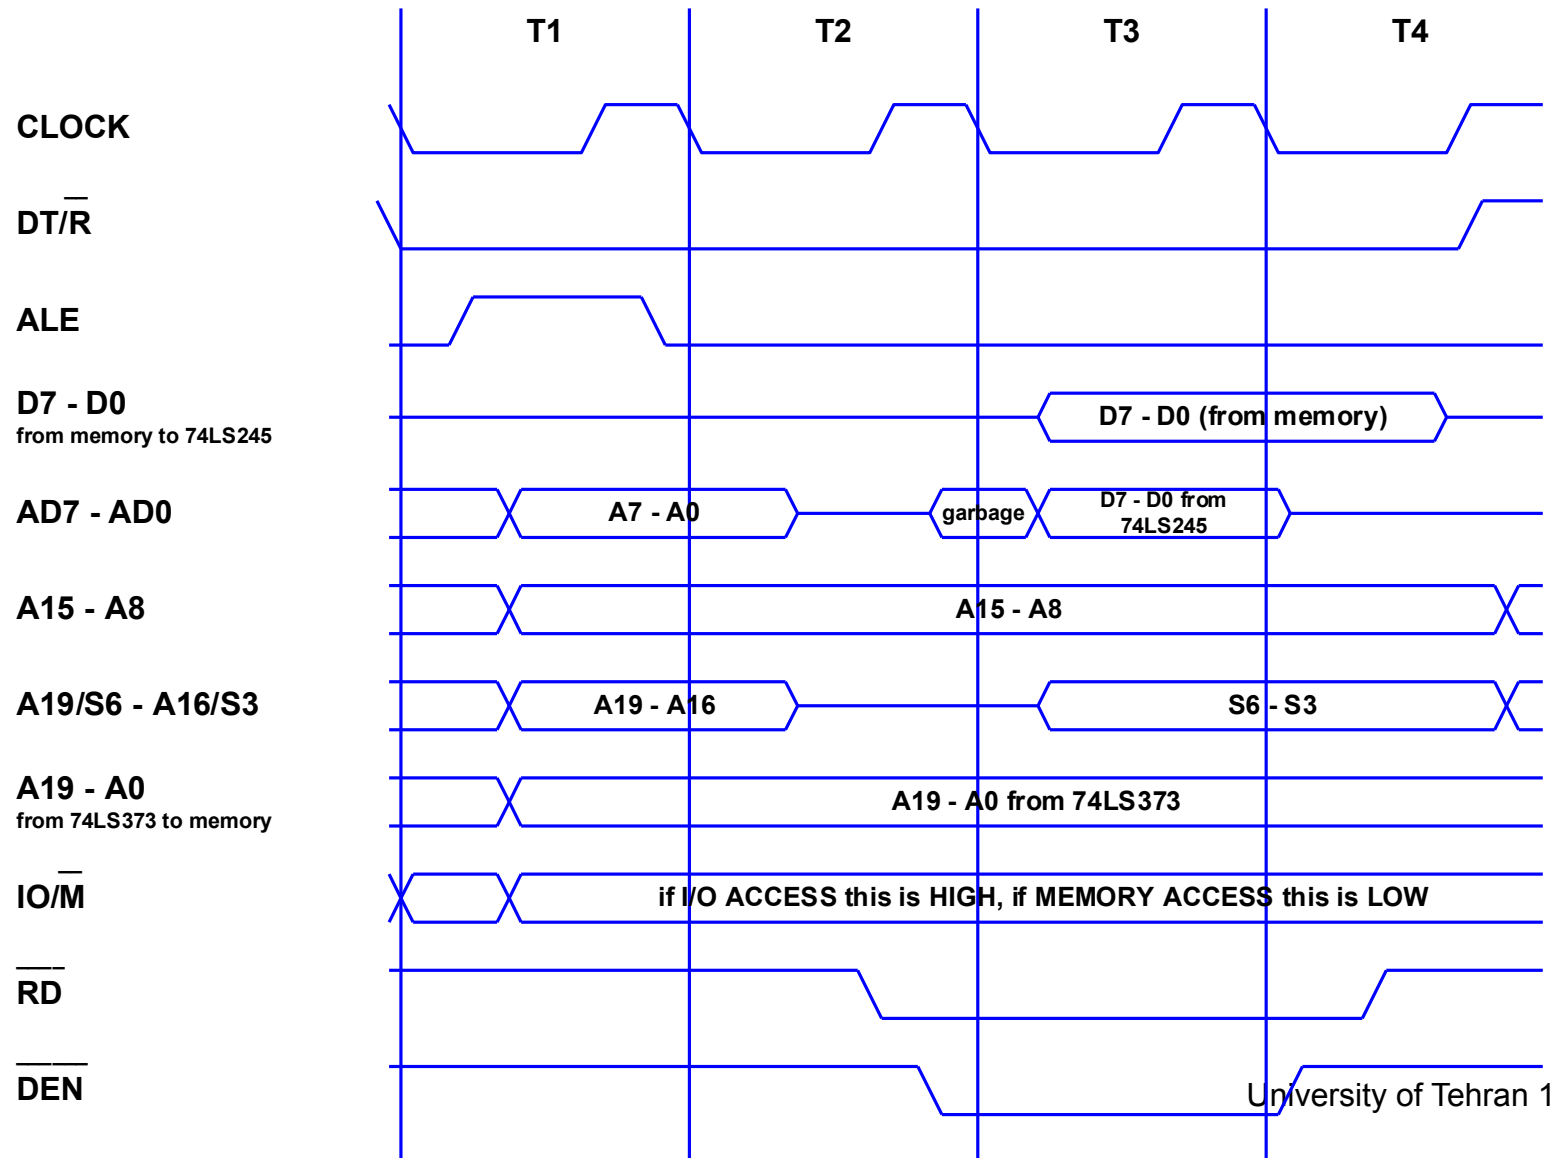 T1 T2 T3 T4
CLOCK
DT/R̅
ALE
D7 - D0
from memory to 74LS245
D7 - D0 (from memory)
AD7 - AD0
A7 - A0
garbage
D7 - D0 from
74LS245
A15 - A8
A15 - A8
A19/S6 - A16/S3
A19 - A16
S6 - S3
A19 - A0
from 74LS373 to memory
A19 - A0 from 74LS373
IO/M̅
if I/O ACCESS this is HIGH, if MEMORY ACCESS this is LOW
R̅D̅
D̅E̅N̅
University of Tehran 1